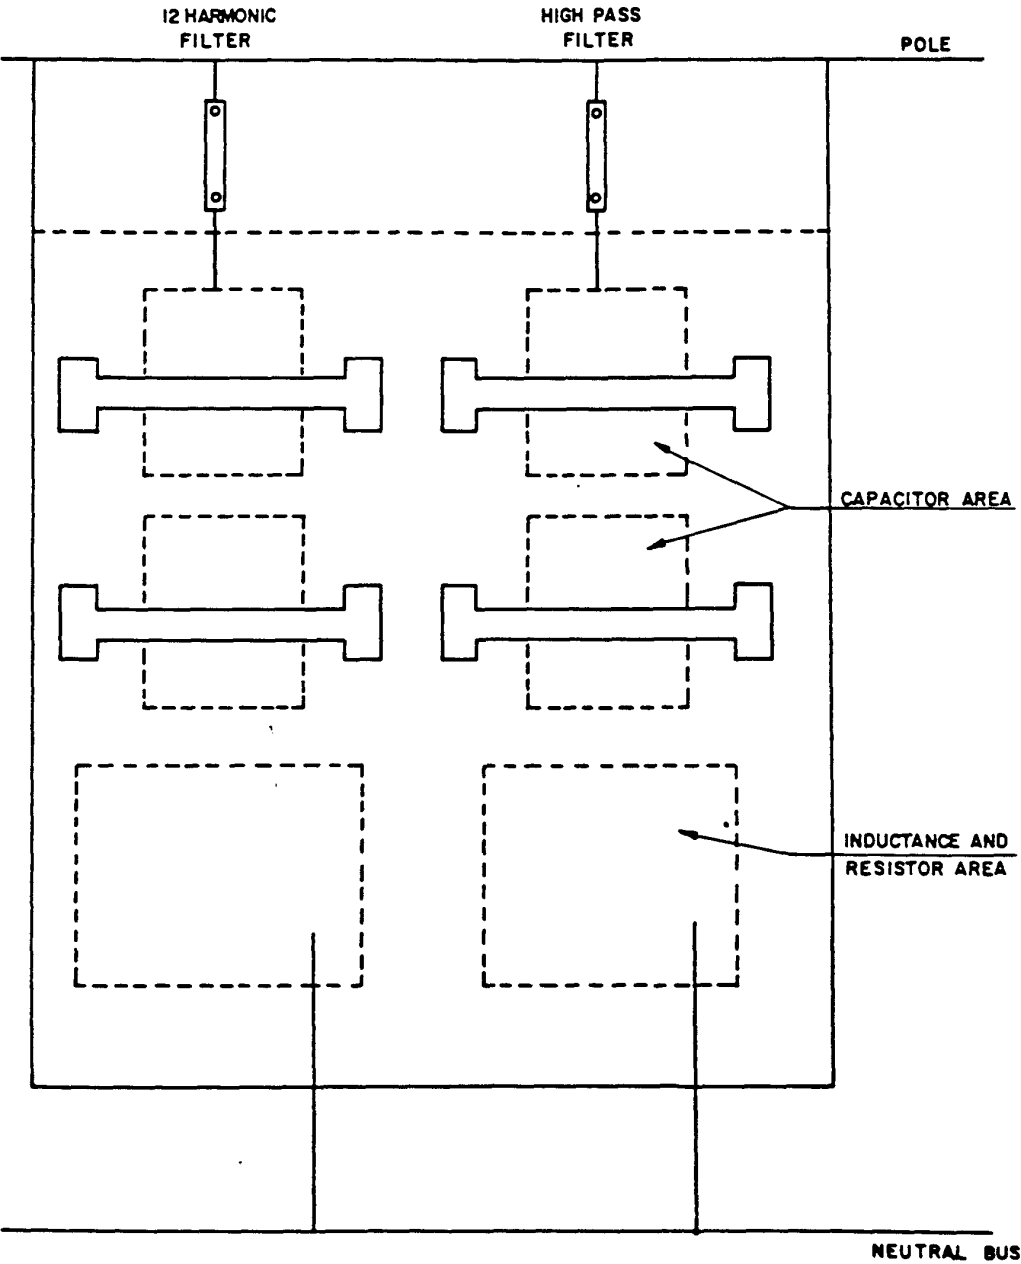 12 HARMONIC
FILTER
HIGH PASS
FILTER
POLE
CAPACITOR AREA
INDUCTANCE AND
RESISTOR AREA
NEUTRAL BUS